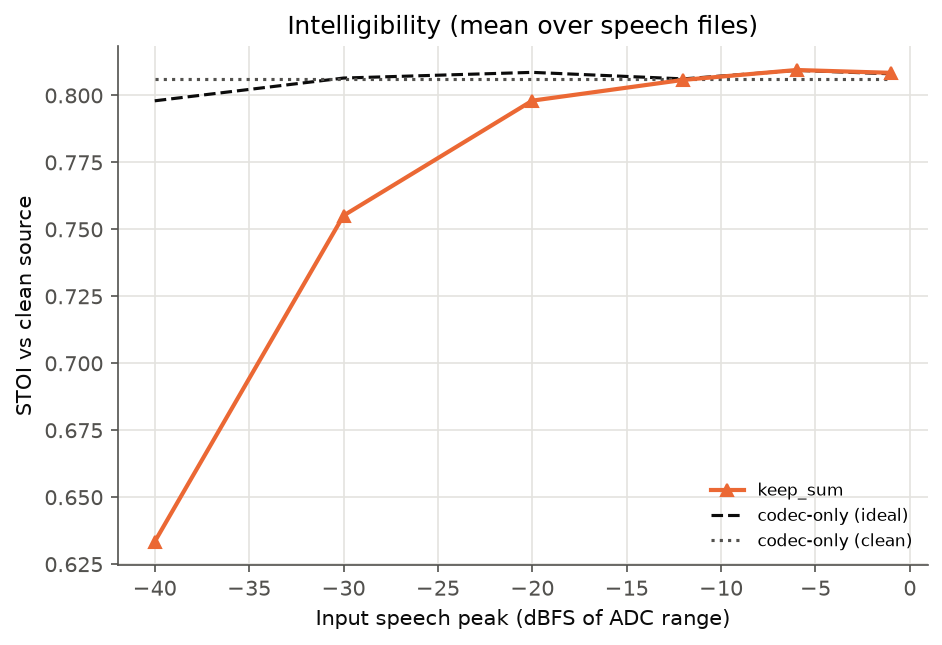 Intelligibility (mean over speech files)
STOI vs clean source
0.800
0.775
0.750
0.725
0.700
0.675
0.650
0.625
keep_sum
codec-only (ideal)
codec-only (clean)
−40 −35 −30 −25 −20 −15 −10 −5 0
Input speech peak (dBFS of ADC range)